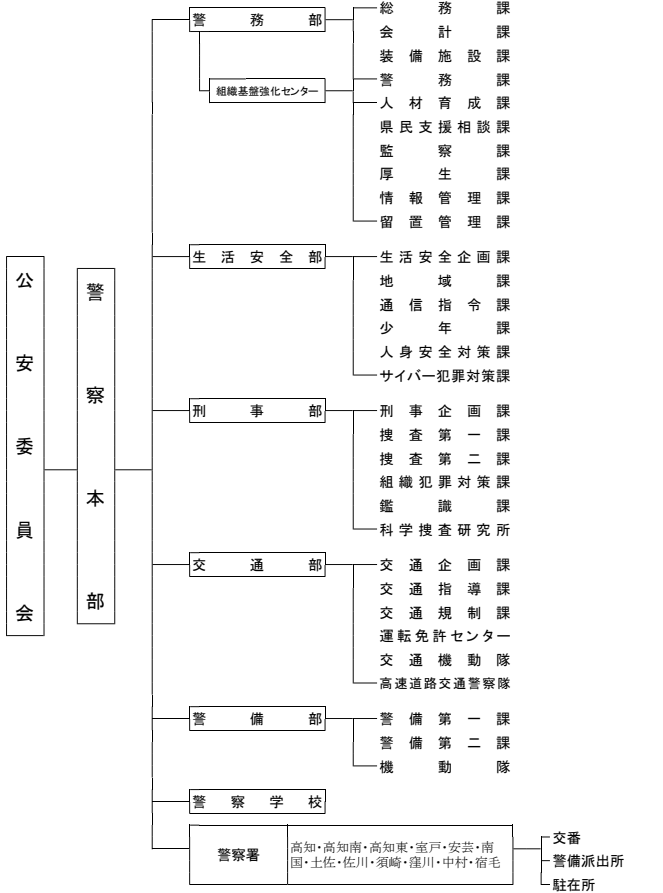 公安委員会
警察本部
警務部
組織基盤強化センター
総務課
会計課
装備施設課
警務課
人材育成課
県民支援相談課
監察課
厚生課
情報管理課
留置管理課
生活安全部
生活安全企画課
地域課
通信指令課
少年課
人身安全対策課
サイバー犯罪対策課
刑事部
刑事企画課
捜査第一課
捜査第二課
組織犯罪対策課
鑑識課
科学捜査研究所
交通部
交通企画課
交通指導課
交通規制課
運転免許センター
交通機動隊
高速道路交通警察隊
警備部
警備第一課
警備第二課
機動隊
警察学校
警察署
高知・高知南・高知東・室戸・安芸・南
国・土佐・佐川・須崎・窪川・中村・宿毛
交番
警備派出所
駐在所